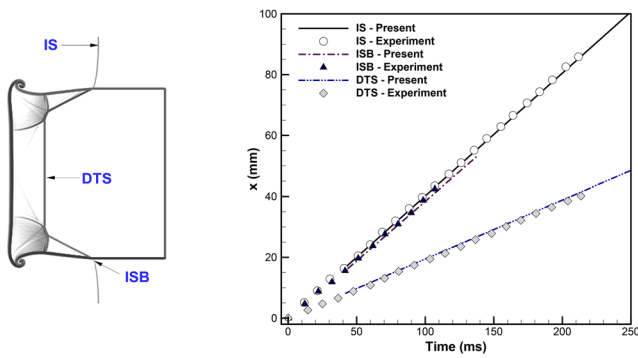 IS
DTS
ISB
x (mm)
100
80
60
40
20
0
IS - Present
IS - Experiment
ISB - Present
ISB - Experiment
DTS - Present
DTS - Experiment
0 50 100 150 200 250
Time (ms)